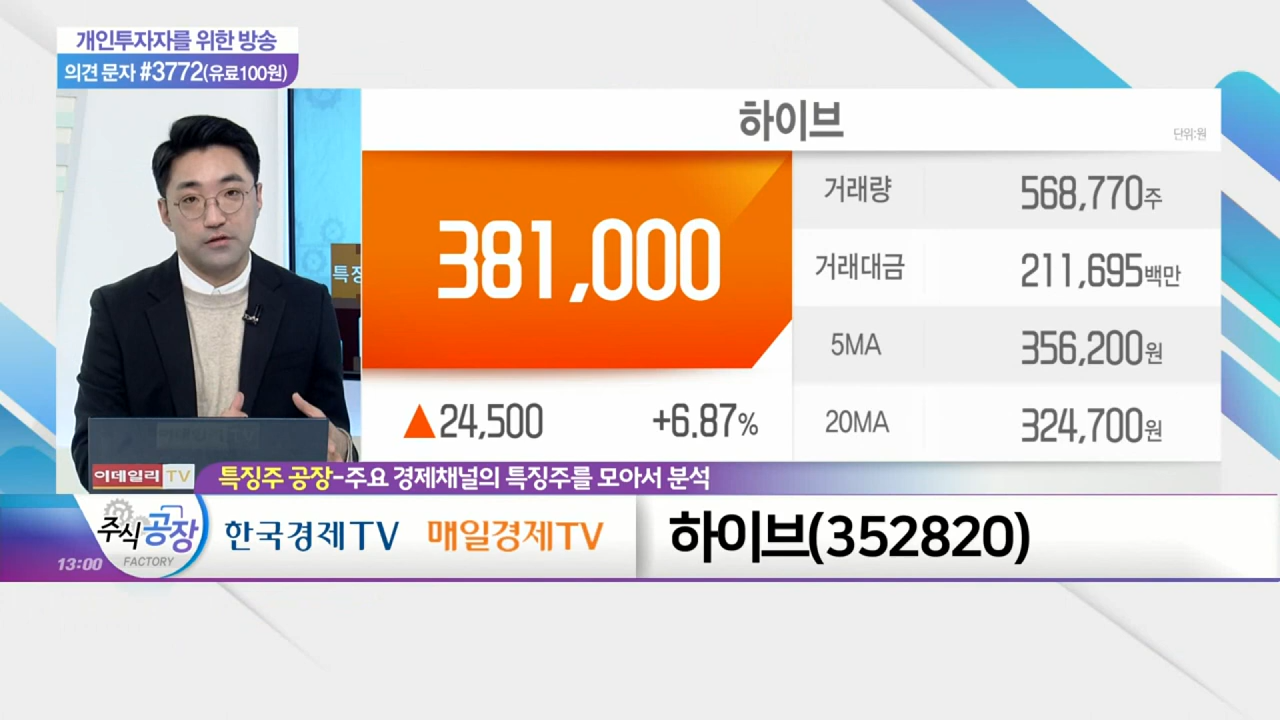 개인투자자를 위한 방송
의견 문자 #3772(유료100원)
하이브
단위:원
381,000
▲24,500 +6.87%
거래량 568,770주
거래대금 211,695백만
5MA 356,200원
20MA 324,700원
특징
이데일리 TV
특징주 공장-주요 경제채널의 특징주를 모아서 분석
주식공장
FACTORY
13:00
한국경제TV 매일경제TV
하이브(352820)